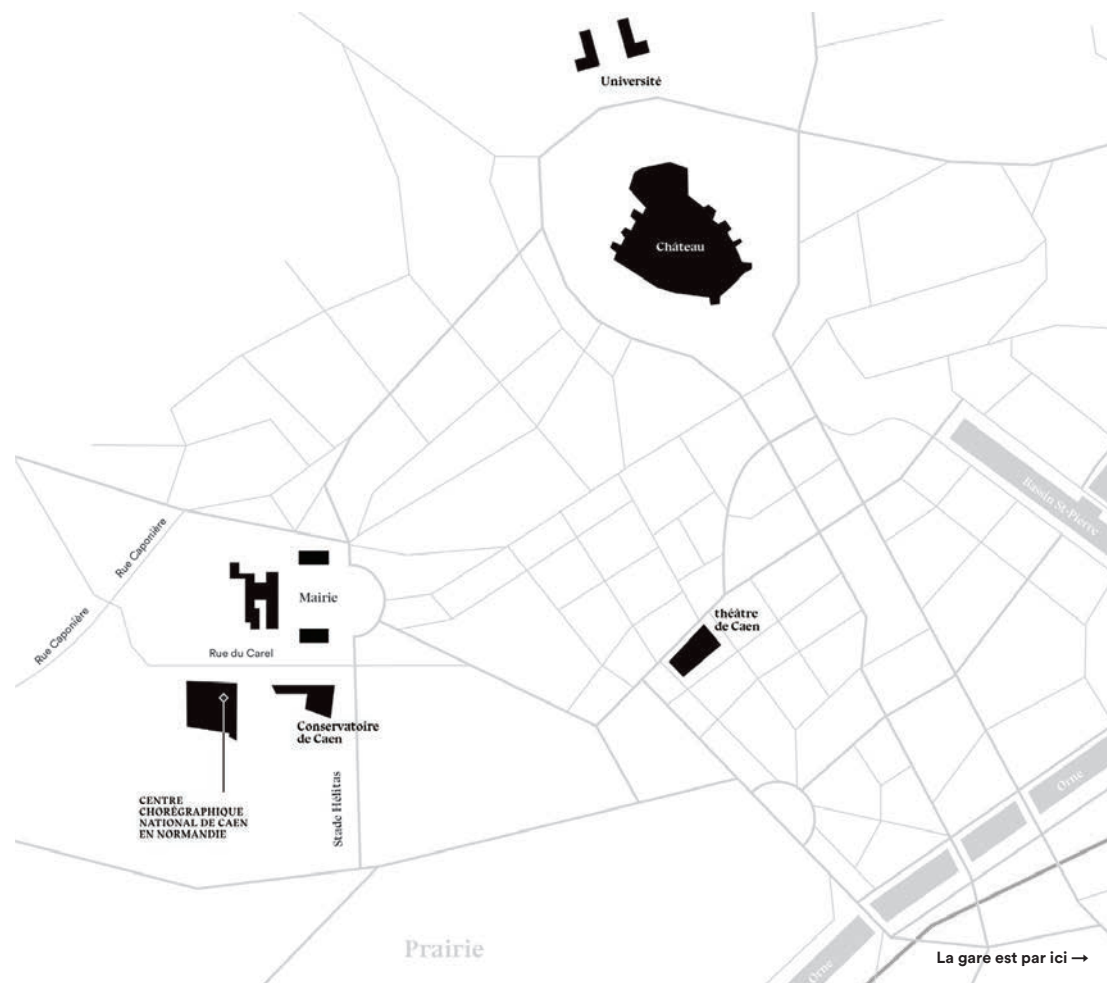 Université
Château
Bassin St-Pierre
Rue Caponière
Mairie
Rue Caponière
théâtre
de Caen
Rue du Carel
Conservatoire
de Caen
Stade Hélitas
CENTRE
CHORÉGRAPHIQUE
NATIONAL DE CAEN
EN NORMANDIE
Orne
Prairie
La gare est par ici →
Orne